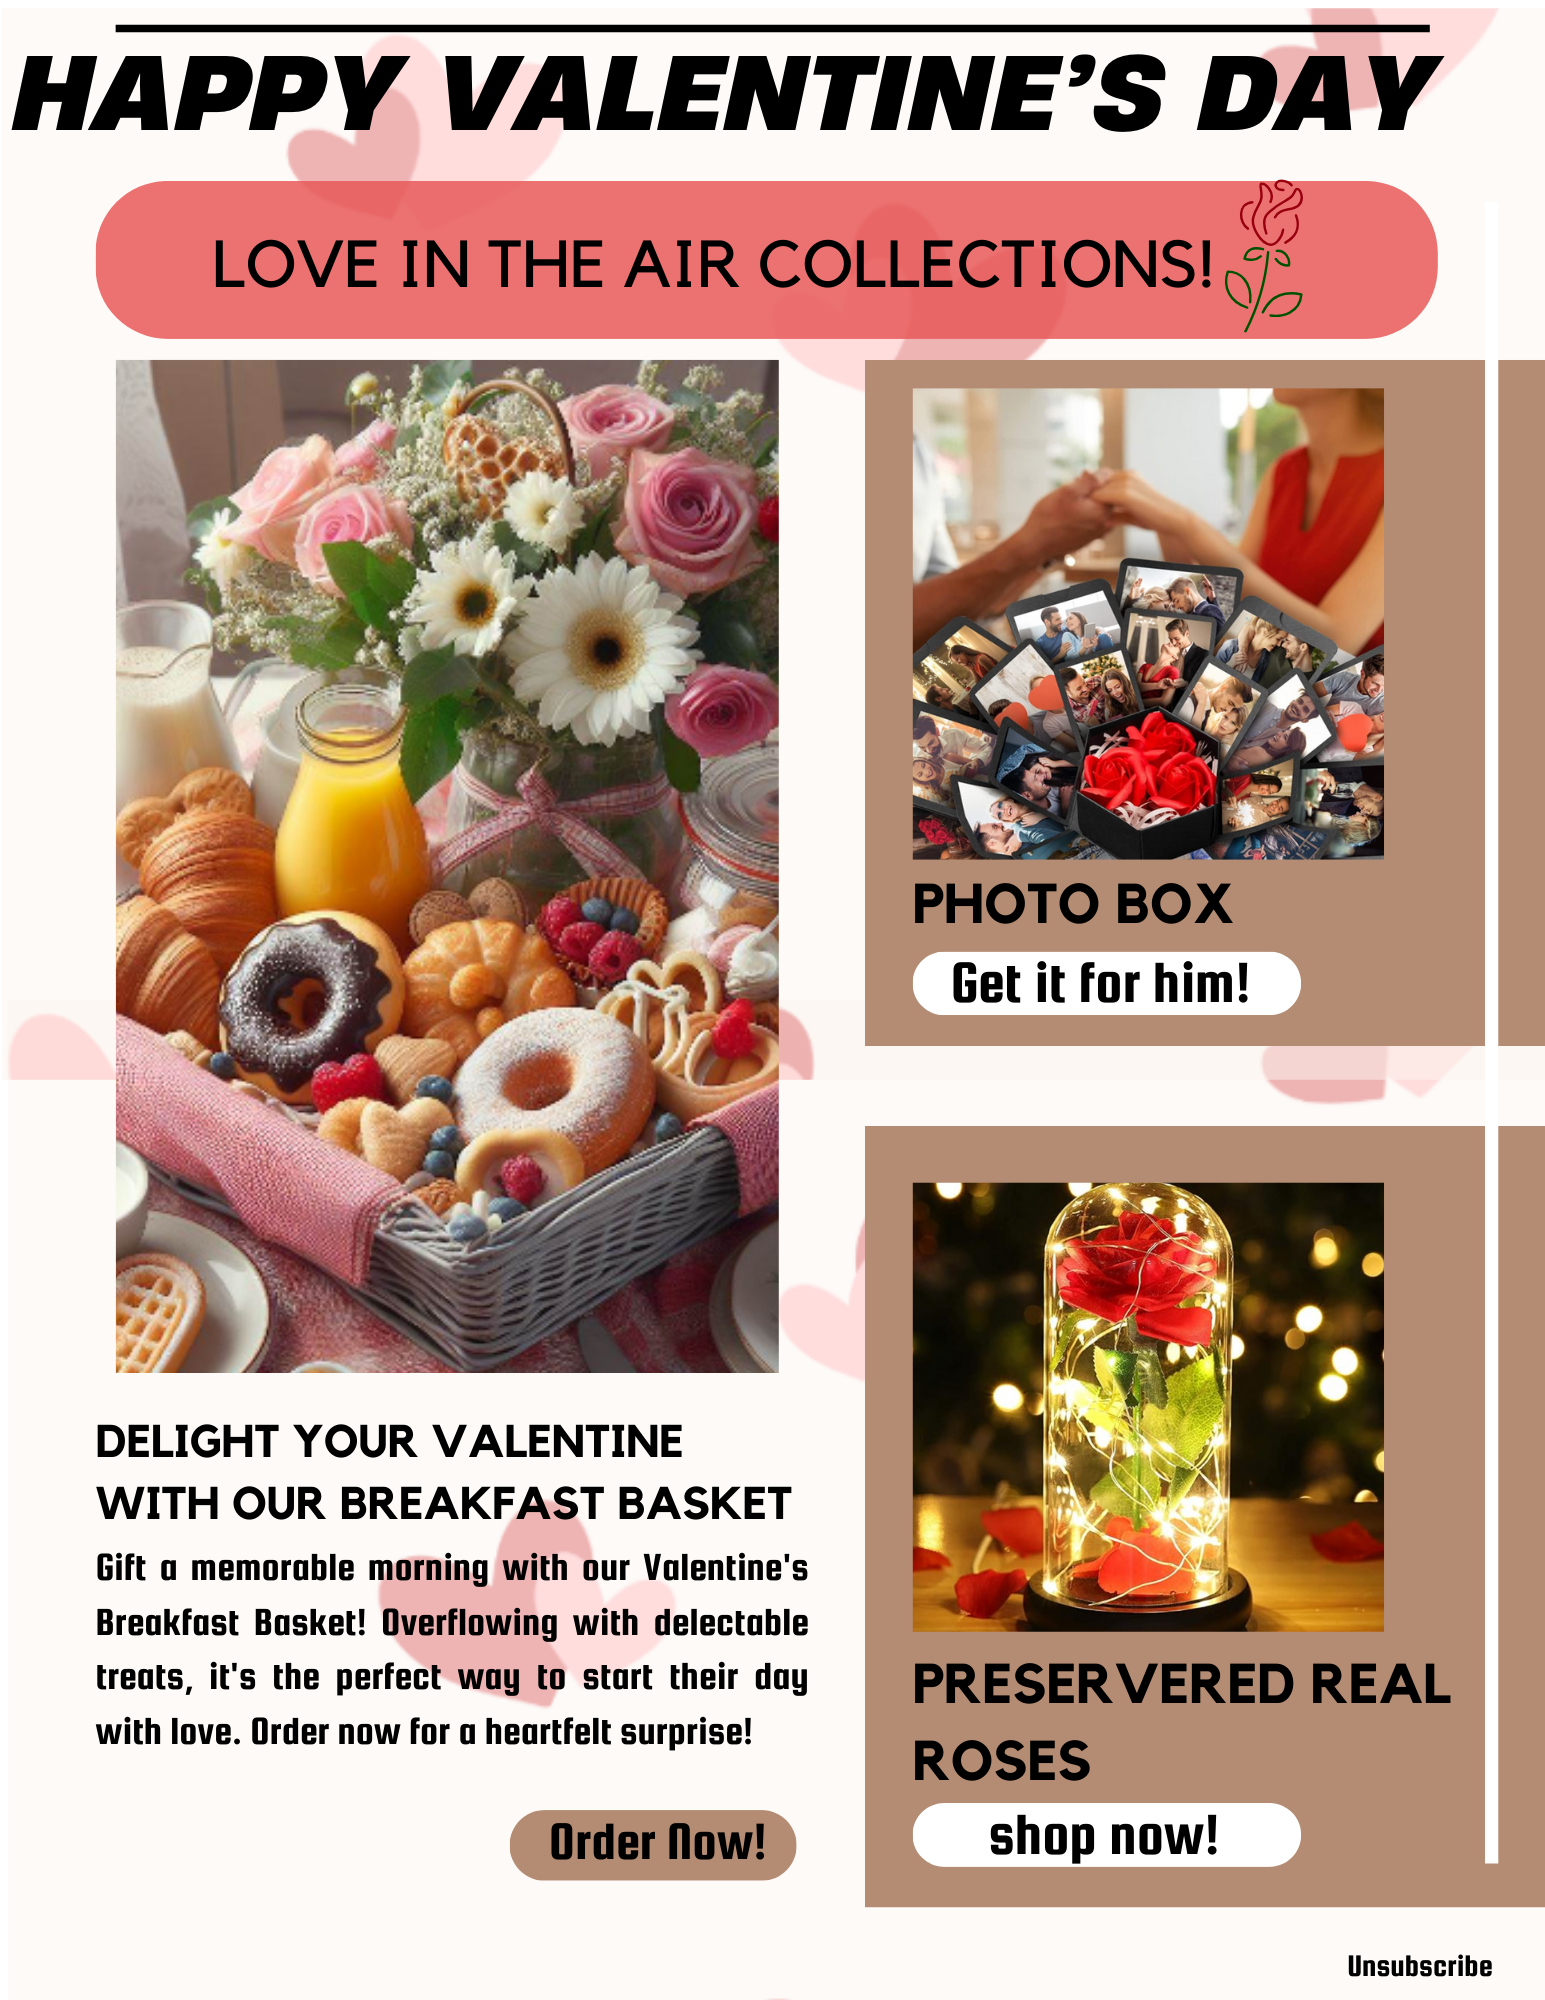 HAPPY VALENTINE'S DAY
LOVE IN THE AIR COLLECTIONS!
DELIGHT YOUR VALENTINE
WITH OUR BREAKFAST BASKET
Gift a memorable morning with our Valentine's
Breakfast Basket! Overflowing with delectable
treats, it's the perfect way to start their day
with love. Order now for a heartfelt surprise!
Order Now!
PHOTO BOX
Get it for him!
PRESERVERED REAL
ROSES
shop now!
Unsubscribe